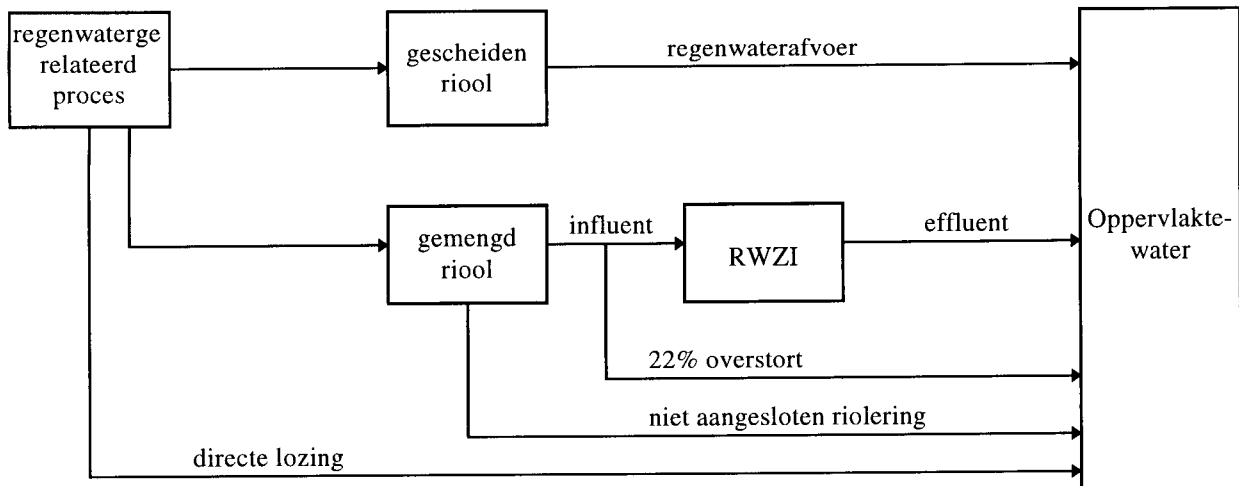 regenwaterge
relateerd
proces
gescheiden
riool
regenwaterafvoer
gemengd
riool
influent
RWZI
effluent
Oppervlakte-
water
22% overstort
niet aangesloten riolering
directe lozing